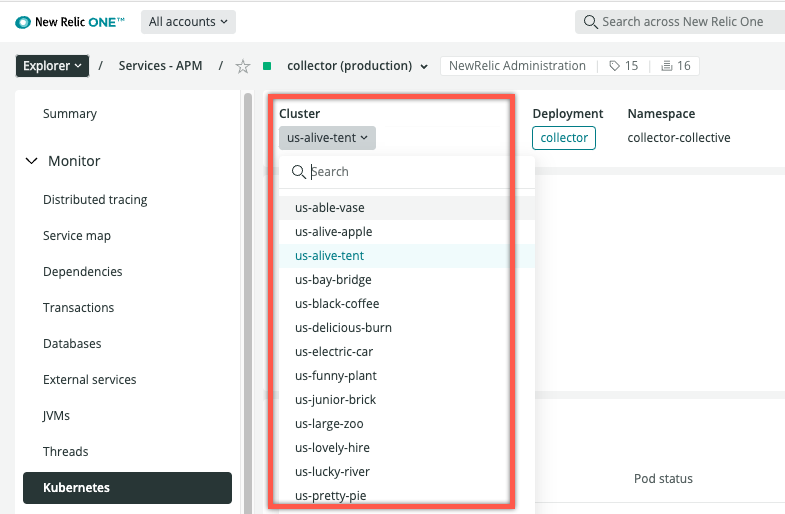 New Relic ONE™
All accounts
Search across New Relic One
Explorer / Services - APM / collector (production) NewRelic Administration 15 16
Summary
Monitor
Distributed tracing
Service map
Dependencies
Transactions
Databases
External services
JVMs
Threads
Kubernetes
Cluster
us-alive-tent
Search
us-able-vase
us-alive-apple
us-alive-tent
us-bay-bridge
us-black-coffee
us-delicious-burn
us-electric-car
us-funny-plant
us-junior-brick
us-large-zoo
us-lovely-hire
us-lucky-river
us-pretty-pie
Deployment
collector
Namespace
collector-collective
Pod status